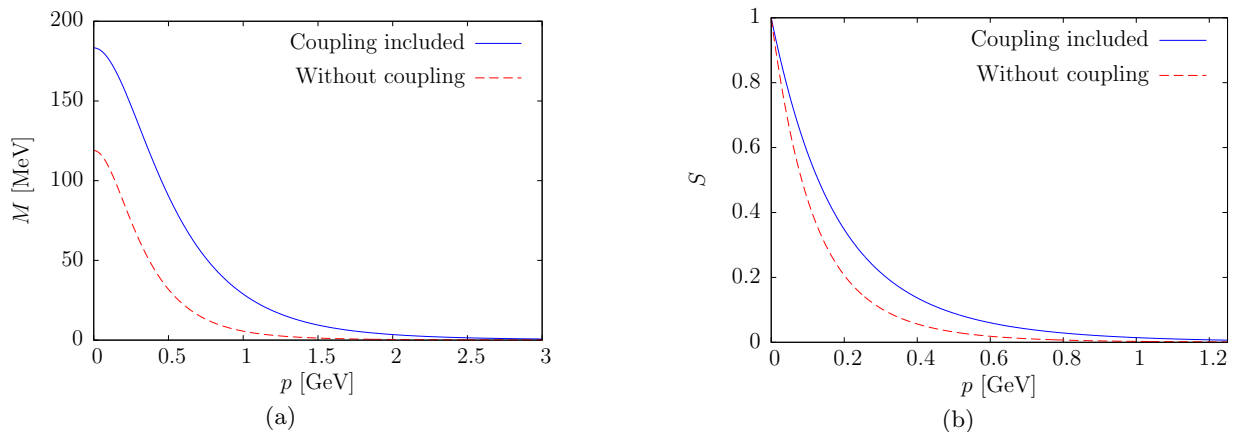 200
150
100
50
0
M [MeV]
Coupling included
Without coupling
0
0.5
1
1.5
2
2.5
3
p [GeV]
(a)
1
0.8
0.6
0.4
0.2
0
S
Coupling included
Without coupling
0
0.2
0.4
0.6
0.8
1
1.2
p [GeV]
(b)